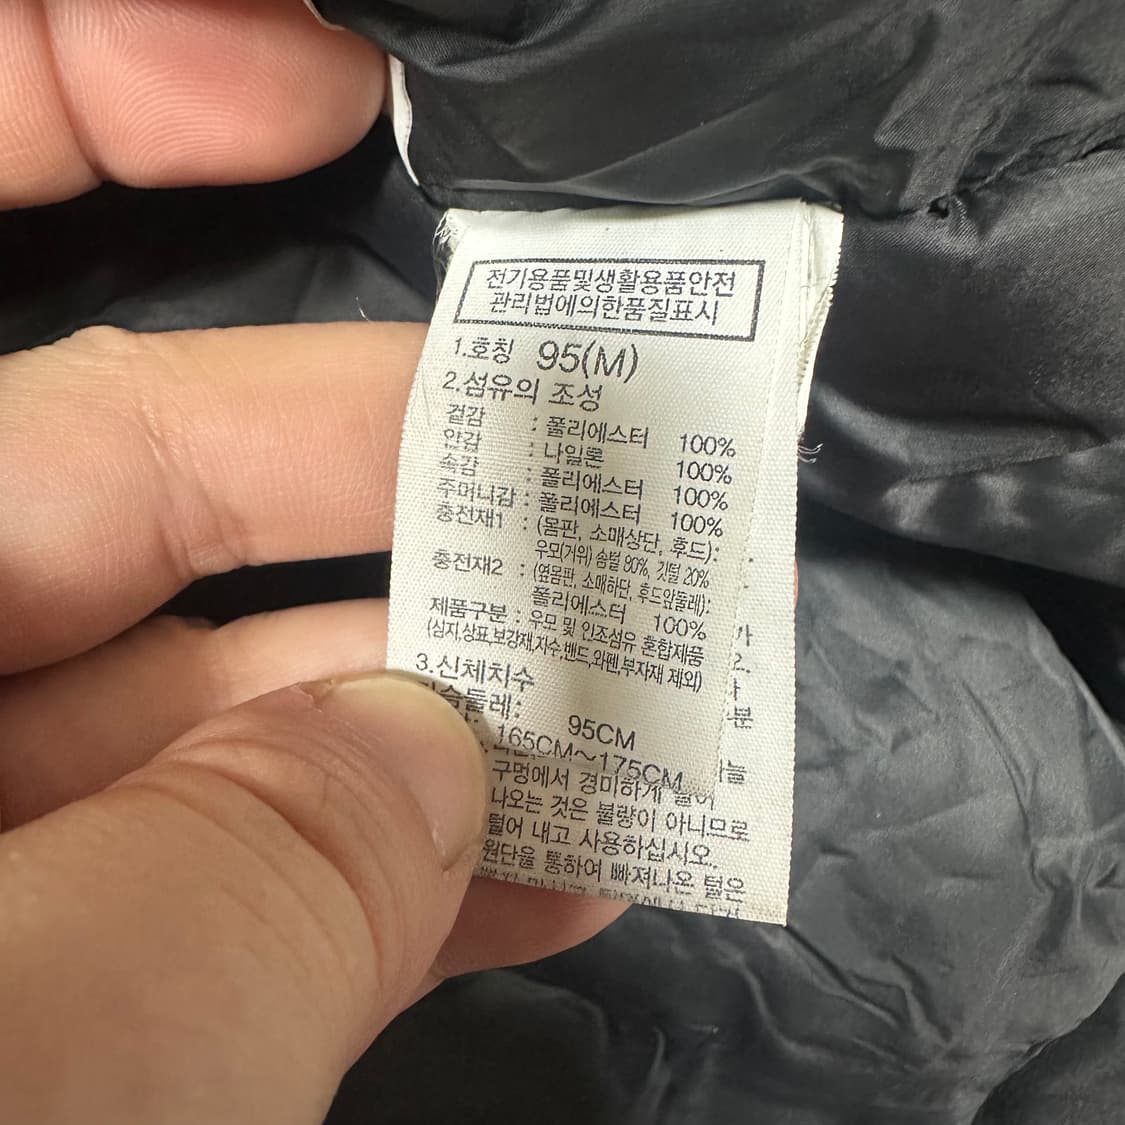 전기용품및생활용품안전
관리법에의한품질표시
1.호칭 95(M)
2.섬유의 조성
겉감 : 폴리에스터 100%
안감 : 나일론 100%
속감 : 폴리에스터 100%
주머니감 : 폴리에스터 100%
충전재1 : (몸판, 소매상단, 후드):
우모(거위) 솜털 80%, 깃털 20%
충전재2 : (옆몸판, 소매하단, 후드앞둘레):
폴리에스터 100%
제품구분 : 우모 및 인조섬유 혼합제품
(심지,상표,보강재,자수,밴드,와펜,부자재 제외)
3.신체치수
가슴둘레: 95CM
165CM~175CM
구멍에서 경미하게
나오는 것은 불량이 아니므로
털어 내고 사용하십시오.
원단을 통하여 빠져나온 털은